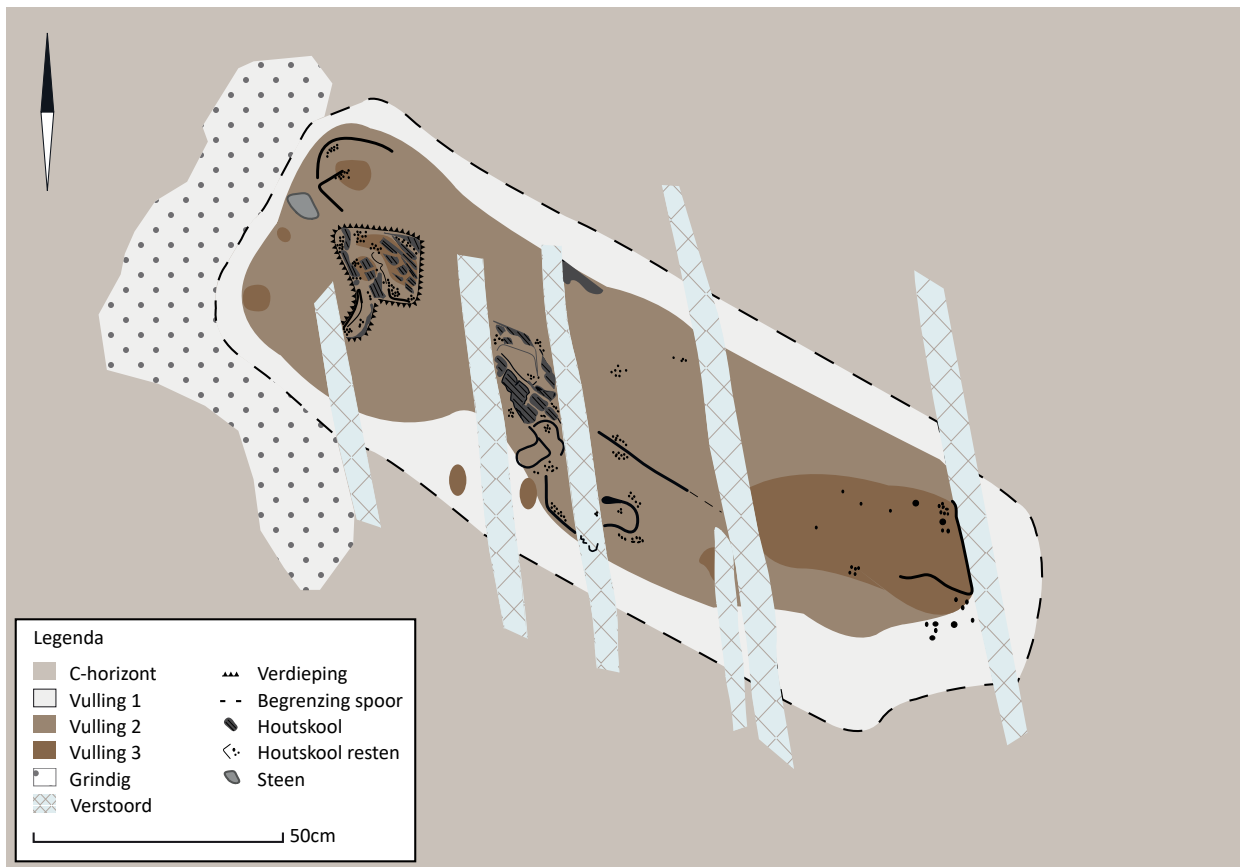 Legenda
C-horizont
Vulling 1
Vulling 2
Vulling 3
Grindig
Verstoord
Verdieping
Begrenzing spoor
Houtskool
Houtskool resten
Steen
50cm